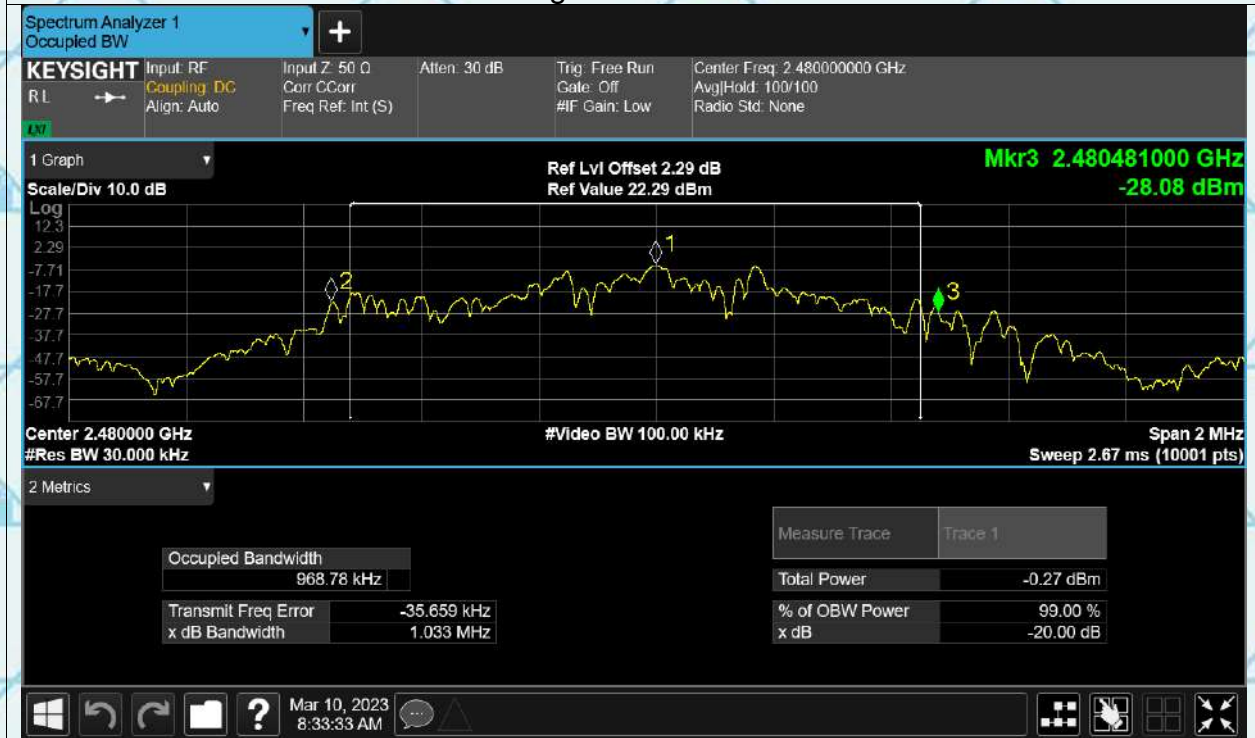 Spectrum Analyzer 1
Occupied BW
+
KEYSIGHT Input: RF Input Z: 50 Ω Atten: 30 dB Trig: Free Run Center Freq: 2.480000000 GHz
RL Coupling: DC Corr CCorr Gate: Off Avg|Hold: 100/100
Align: Auto Freq Ref: Int (S) #IF Gain: Low Radio Std: None
LXI
1 Graph Ref Lvl Offset 2.29 dB Mkr3 2.480481000 GHz
Scale/Div 10.0 dB Ref Value 22.29 dBm -28.08 dBm
Log
12.3
2.29
-7.71
-17.7
-27.7
-37.7
-47.7
-57.7
-67.7
1
2
3
Center 2.480000 GHz #Video BW 100.00 kHz Span 2 MHz
#Res BW 30.000 kHz Sweep 2.67 ms (10001 pts)
2 Metrics
Measure Trace Trace 1
Occupied Bandwidth
968.78 kHz Total Power -0.27 dBm
Transmit Freq Error -35.659 kHz % of OBW Power 99.00 %
x dB Bandwidth 1.033 MHz x dB -20.00 dB
? Mar 10, 2023
8:33:33 AM